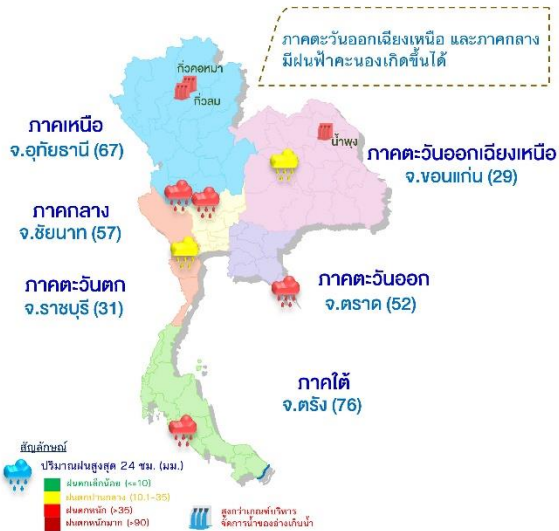 ภาคตะวันออกเฉียงเหนือ และภาคกลาง
มีฝนฟ้าคะนองเกิดขึ้นได้
กิ่วคอหมา
กิ่วลม
น้ำพุง
ภาคเหนือ
จ.อุทัยธานี (67)
ภาคตะวันออกเฉียงเหนือ
จ.ขอนแก่น (29)
ภาคกลาง
จ.ชัยนาท (57)
ภาคตะวันตก
จ.ราชบุรี (31)
ภาคตะวันออก
จ.ตราด (52)
ภาคใต้
จ.ตรัง (76)
สัญลักษณ์
ปริมาณฝนสูงสุด 24 ชม. (มม.)
ฝนตกเล็กน้อย (<=10)
ฝนตกปานกลาง (10.1-35)
ฝนตกหนัก (>35)
ฝนตกหนักมาก (>90)
สูงกว่าเกณฑ์บริหาร
จัดการน้ำของอ่างเก็บน้ำ